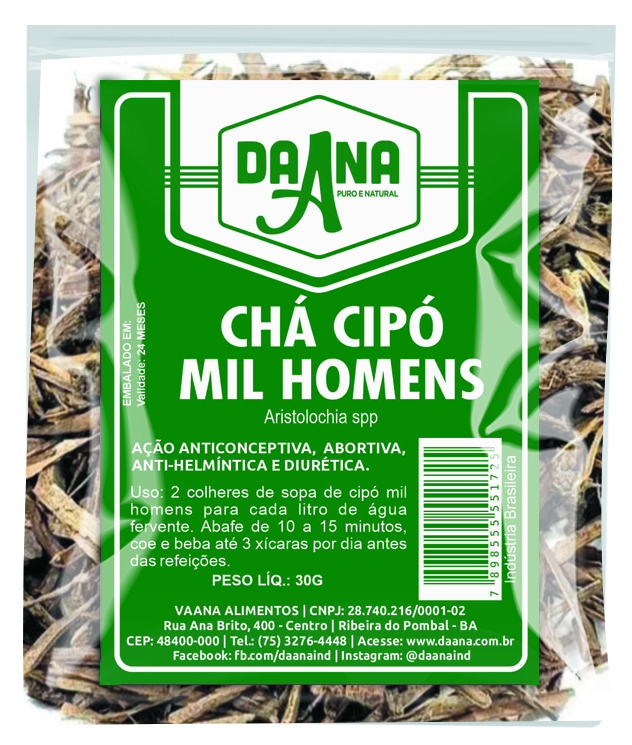 DAANA
PURO E NATURAL
CHÁ CIPÓ
MIL HOMENS
Aristolochia spp
EMBALADO EM:
Validade: 24 MESES
AÇÃO ANTICONCEPTIVA, ABORTIVA,
ANTI-HELMÍNTICA E DIURÉTICA.
Uso: 2 colheres de sopa de cipó mil
homens para cada litro de água
fervente. Abafe de 10 a 15 minutos,
coe e beba até 3 xícaras por dia antes
das refeições.
PESO LÍQ.: 30G
7 898555 551725
Indústria Brasileira
VAANA ALIMENTOS | CNPJ: 28.740.216/0001-02
Rua Ana Brito, 400 - Centro | Ribeira do Pombal - BA
CEP: 48400-000 | Tel.: (75) 3276-4448 | Acesse: www.daana.com.br
Facebook: fb.com/daanaind | Instagram: @daanaind